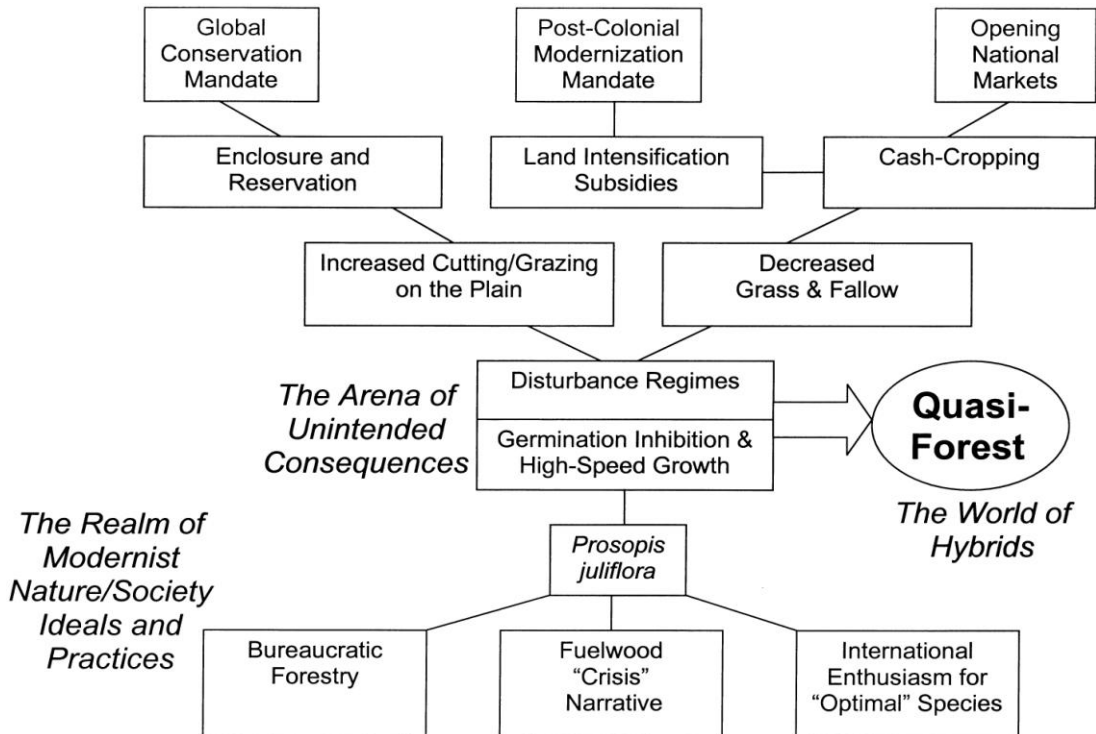 Global
Conservation
Mandate
Post-Colonial
Modernization
Mandate
Opening
National
Markets
Enclosure and
Reservation
Land Intensification
Subsidies
Cash-Cropping
Increased Cutting/Grazing
on the Plain
Decreased
Grass & Fallow
The Arena of
Unintended
Consequences
Disturbance Regimes
Germination Inhibition &
High-Speed Growth
Quasi-
Forest
The World of
Hybrids
The Realm of
Modernist
Nature/Society
Ideals and
Practices
Prosopis
juliflora
Bureaucratic
Forestry
Fuelwood
“Crisis”
Narrative
International
Enthusiasm for
“Optimal” Species